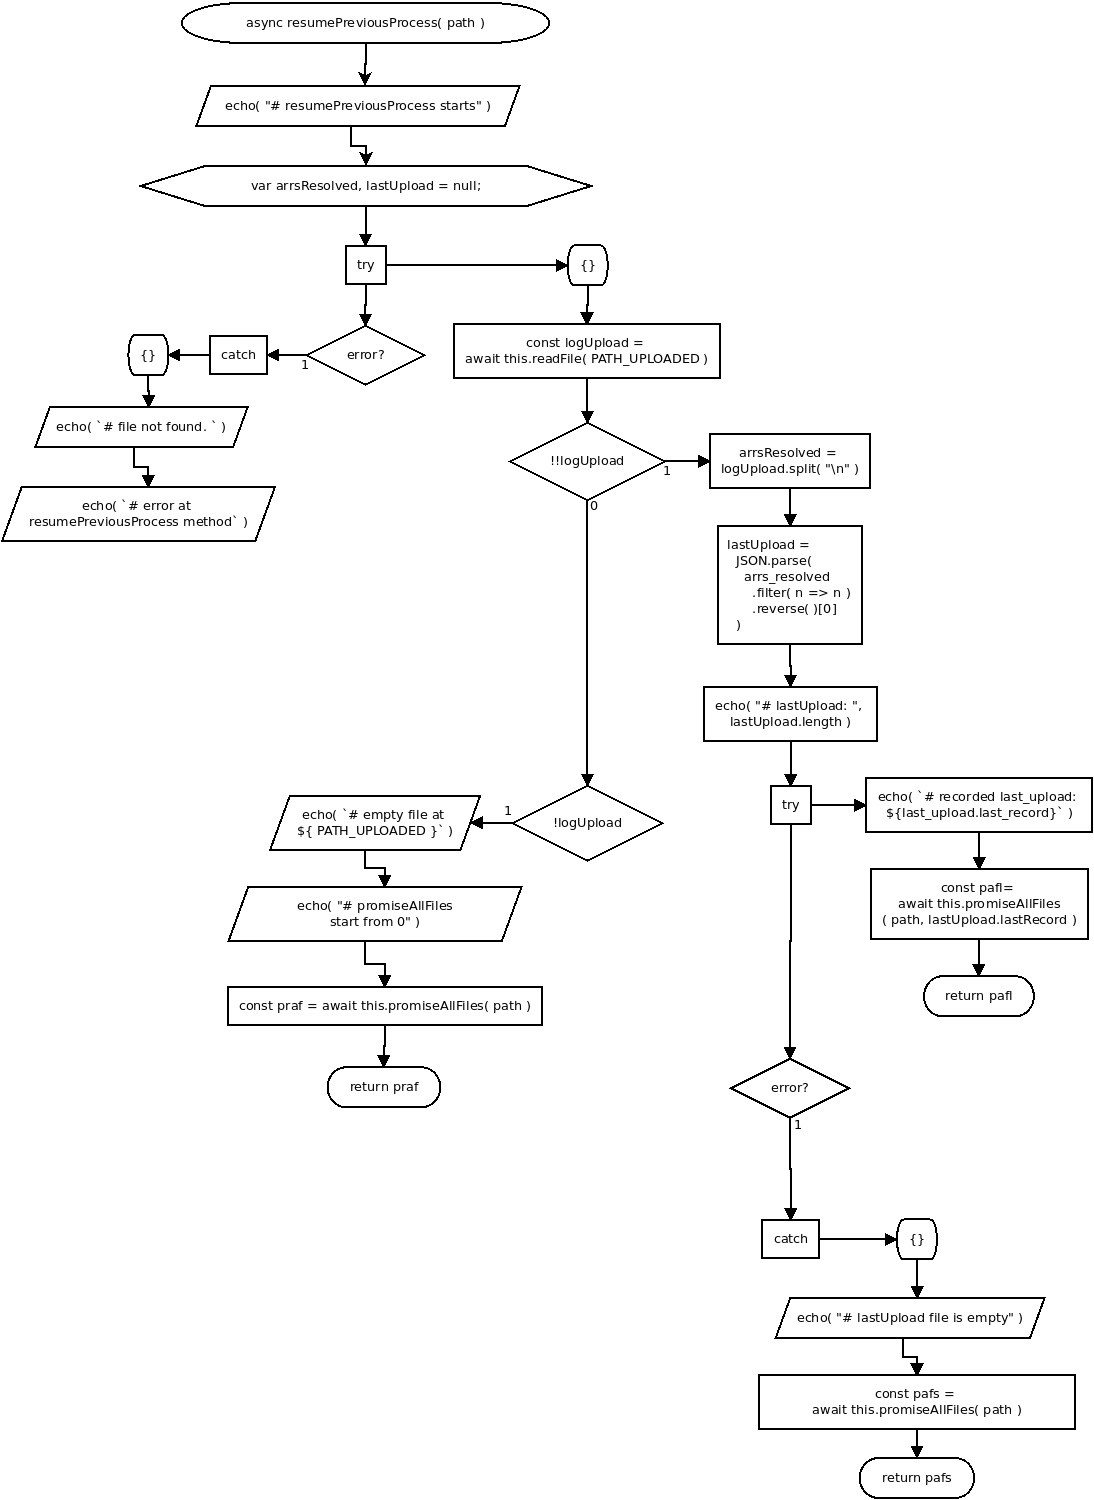 async resumePreviousProcess( path )
echo( "# resumePreviousProcess starts" )
var arrsResolved, lastUpload = null;
try
{}
error?
1
catch
{}
echo( `# file not found. ` )
echo( `# error at
resumePreviousProcess method` )
const logUpload =
await this.readFile( PATH_UPLOADED )
!!logUpload
1
0
arrsResolved =
logUpload.split( "\n" )
lastUpload =
JSON.parse(
arrs_resolved
.filter( n => n )
.reverse( )[0]
)
echo( "# lastUpload: ",
lastUpload.length )
try
echo( `# recorded last_upload:
${last_upload.last_record}` )
const pafl=
await this.promiseAllFiles
( path, lastUpload.lastRecord )
return pafl
!logUpload
1
echo( `# empty file at
${ PATH_UPLOADED }` )
echo( "# promiseAllFiles
start from 0" )
const praf = await this.promiseAllFiles( path )
return praf
error?
1
catch
{}
echo( "# lastUpload file is empty" )
const pafs =
await this.promiseAllFiles( path )
return pafs